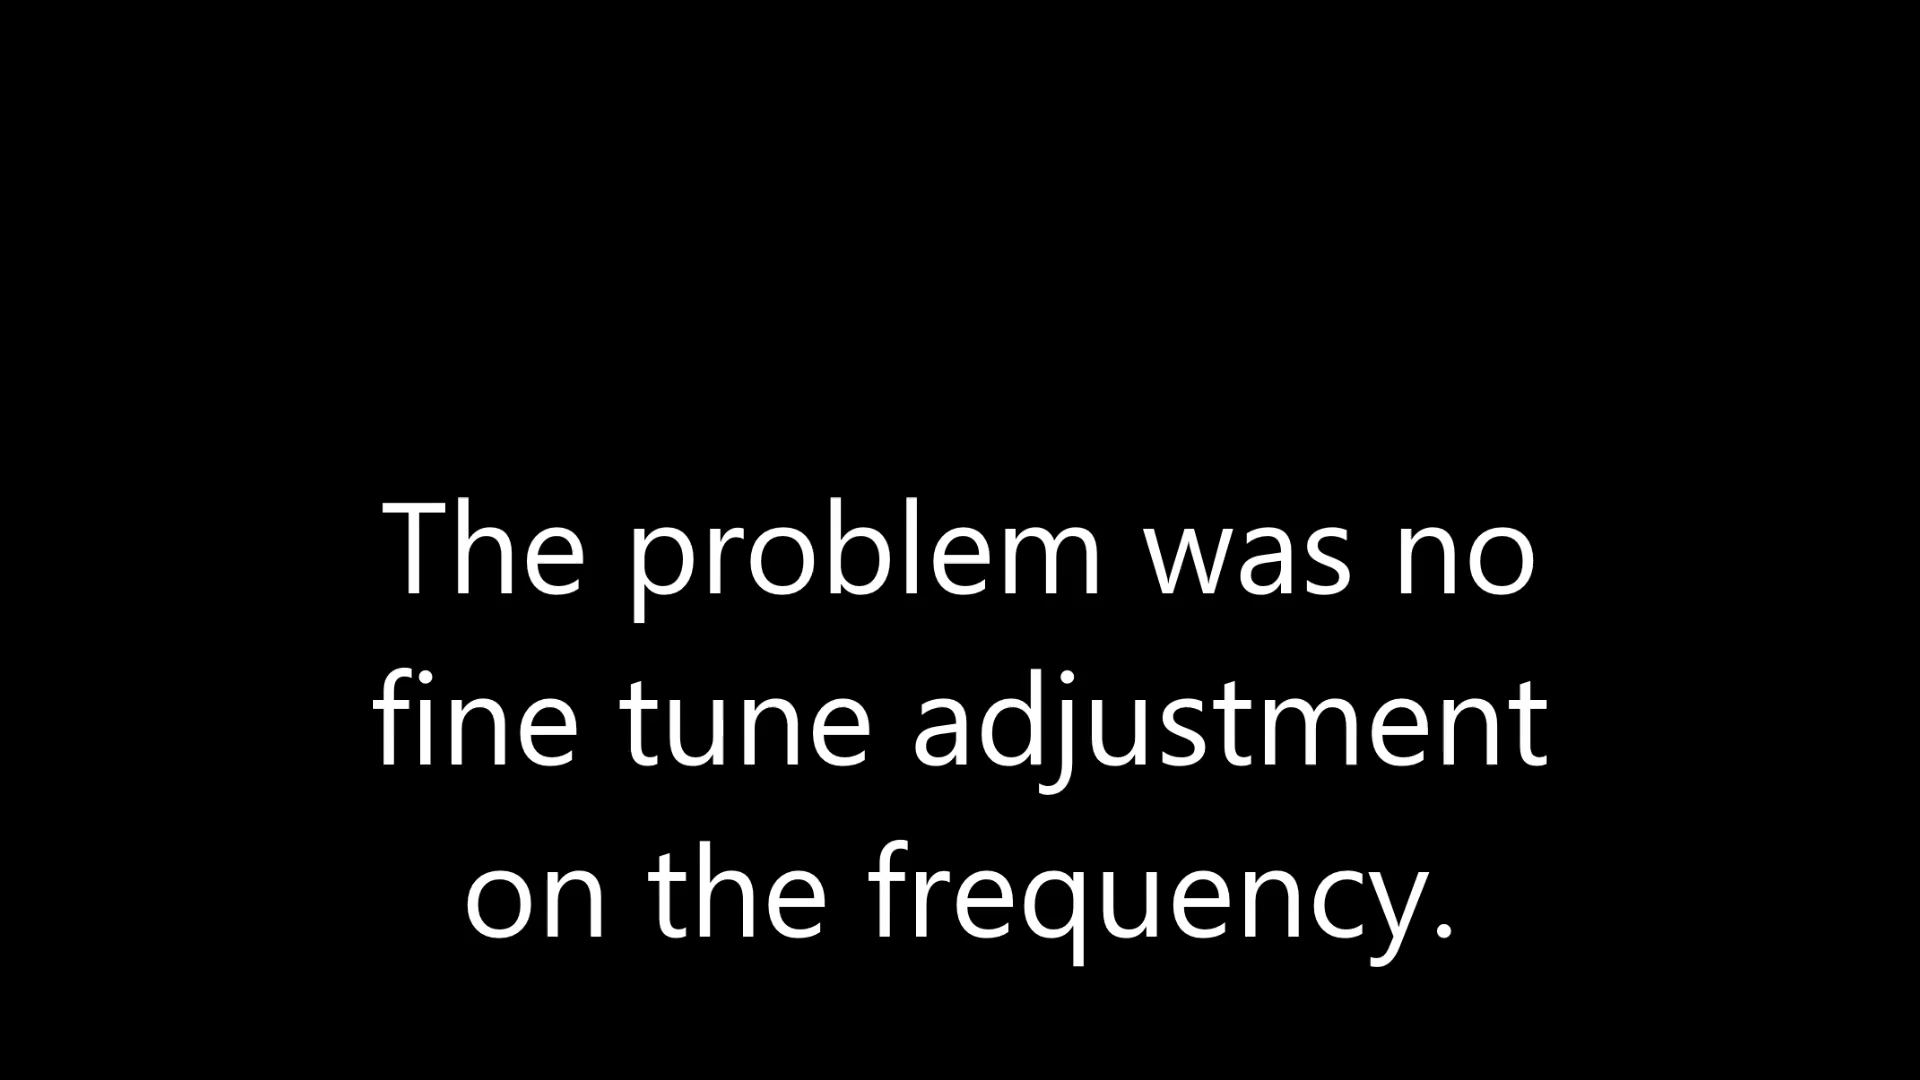 The problem was no
fine tune adjustment
on the frequency.